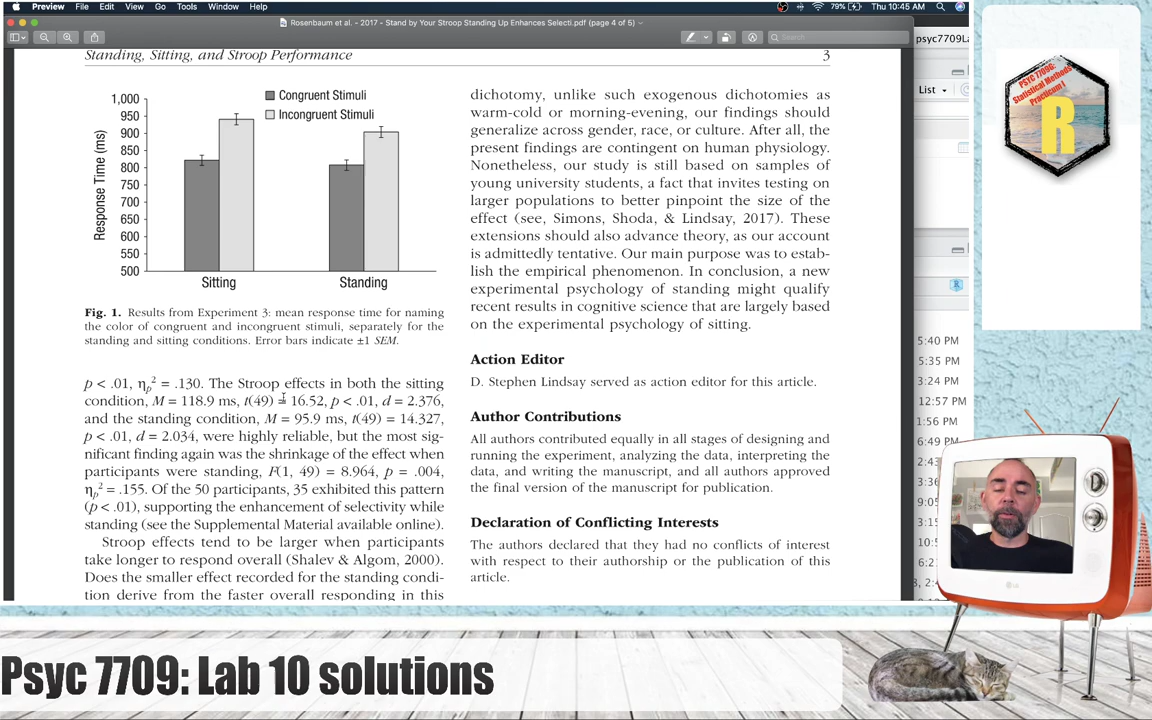 Preview File Edit View Go Tools Window Help
79% Thu 10:45 AM
Rosenbaum et al. - 2017 - Stand by Your Stroop Standing Up Enhances Selecti.pdf (page 4 of 5)
Search
psyc7709La
List
Standing, Sitting, and Stroop Performance 3
Congruent Stimuli
Incongruent Stimuli
Response Time (ms)
1,000
950
900
850
800
750
700
650
600
550
500
Sitting Standing
Fig. 1. Results from Experiment 3: mean response time for naming
the color of congruent and incongruent stimuli, separately for the
standing and sitting conditions. Error bars indicate ±1 SEM.
p < .01, ηp² = .130. The Stroop effects in both the sitting
condition, M = 118.9 ms, t(49) = 16.52, p < .01, d = 2.376,
and the standing condition, M = 95.9 ms, t(49) = 14.327,
p < .01, d = 2.034, were highly reliable, but the most sig-
nificant finding again was the shrinkage of the effect when
participants were standing, F(1, 49) = 8.964, p = .004,
ηp² = .155. Of the 50 participants, 35 exhibited this pattern
(p < .01), supporting the enhancement of selectivity while
standing (see the Supplemental Material available online).
Stroop effects tend to be larger when participants
take longer to respond overall (Shalev & Algom, 2000).
Does the smaller effect recorded for the standing condi-
tion derive from the faster overall responding in this
dichotomy, unlike such exogenous dichotomies as
warm-cold or morning-evening, our findings should
generalize across gender, race, or culture. After all, the
present findings are contingent on human physiology.
Nonetheless, our study is still based on samples of
young university students, a fact that invites testing on
larger populations to better pinpoint the size of the
effect (see, Simons, Shoda, & Lindsay, 2017). These
extensions should also advance theory, as our account
is admittedly tentative. Our main purpose was to estab-
lish the empirical phenomenon. In conclusion, a new
experimental psychology of standing might qualify
recent results in cognitive science that are largely based
on the experimental psychology of sitting.
Action Editor
D. Stephen Lindsay served as action editor for this article.
Author Contributions
All authors contributed equally in all stages of designing and
running the experiment, analyzing the data, interpreting the
data, and writing the manuscript, and all authors approved
the final version of the manuscript for publication.
Declaration of Conflicting Interests
The authors declared that they had no conflicts of interest
with respect to their authorship or the publication of this
article.
5:40 PM
5:35 PM
3:24 PM
12:57 PM
1:56 PM
6:49 PM
PSYC 7709G:
Statistical Methods
Practicum I
R
LG
Psyc 7709: Lab 10 solutions